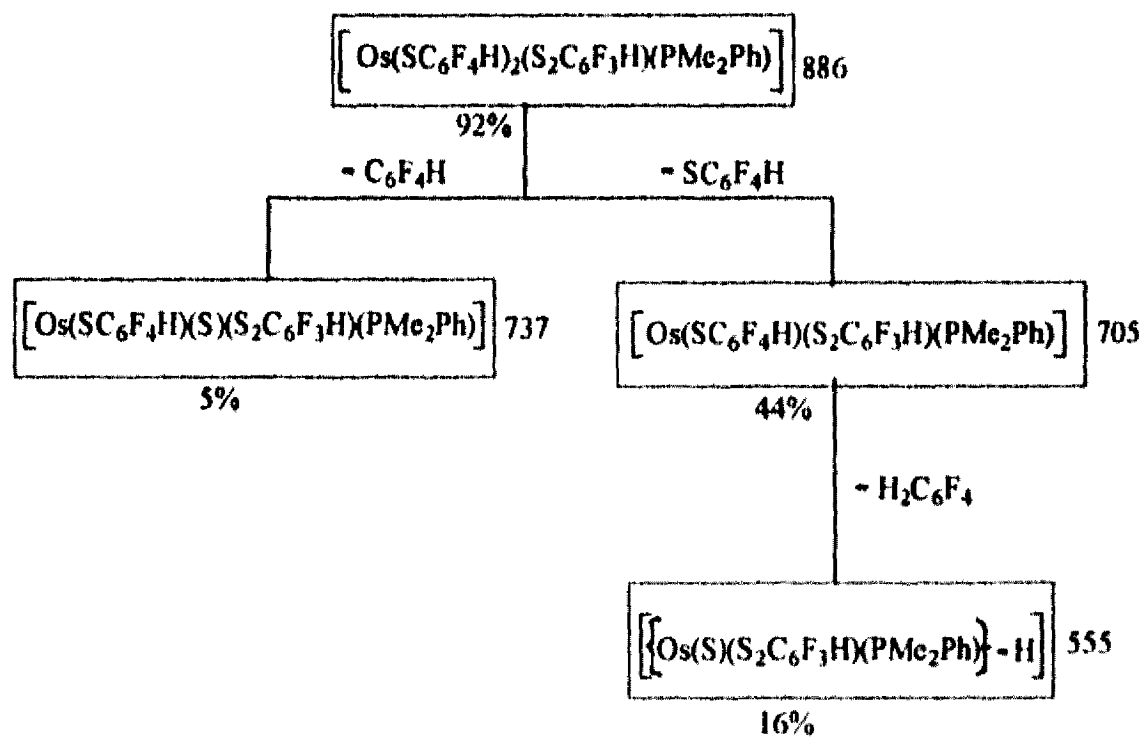 [Os(SC₆F₄H)₂(S₂C₆F₃H)(PMe₂Ph)] 886
92%
- C₆F₄H
- SC₆F₄H
[Os(SC₆F₄H)(S)(S₂C₆F₃H)(PMe₂Ph)] 737
5%
[Os(SC₆F₄H)(S₂C₆F₃H)(PMe₂Ph)] 705
44%
- H₂C₆F₄
[{Os(S)(S₂C₆F₃H)(PMe₂Ph)} - H] 555
16%